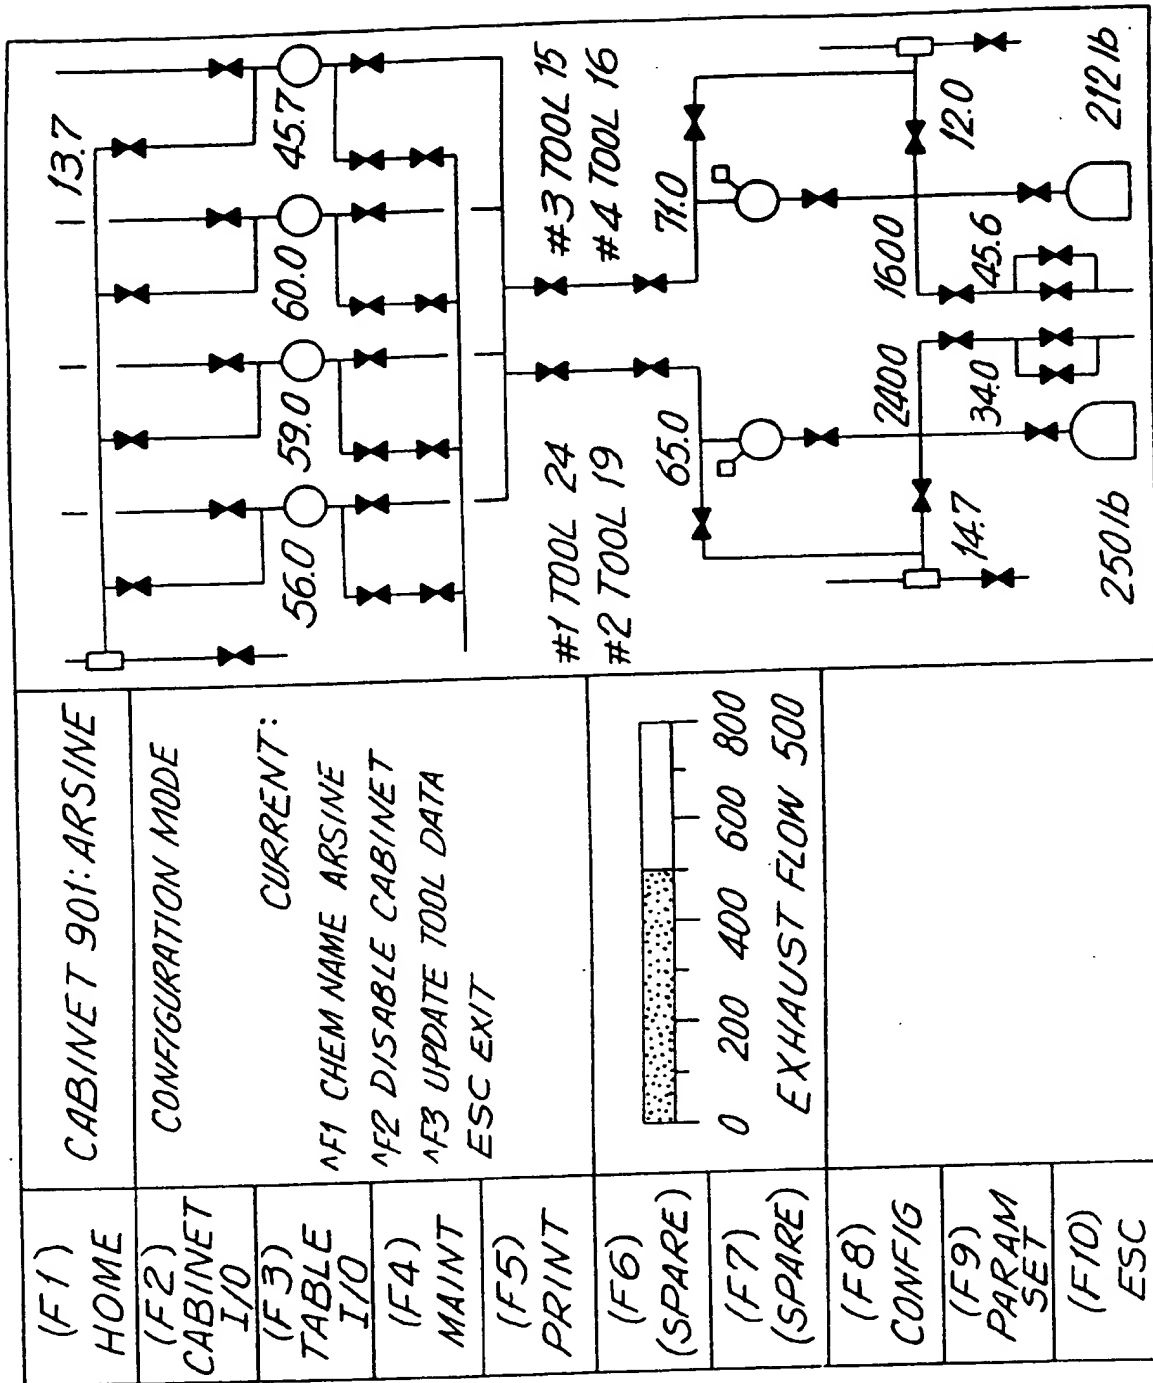 (F1)
HOME
(F2)
CABINET
I/O
(F3)
TABLE
I/O
(F4)
MAINT
(F5)
PRINT
(F6)
(SPARE)
(F7)
(SPARE)
(F8)
CONFIG
(F9)
PARAM
SET
(F10)
ESC
CABINET 901: ARSINE
CONFIGURATION MODE
CURRENT:
^F1 CHEM NAME ARSINE
^F2 DISABLE CABINET
^F3 UPDATE TOOL DATA
ESC EXIT
0 200 400 600 800
EXHAUST FLOW 500
13.7
56.0 59.0 60.0 45.7
#1 TOOL 24 #3 TOOL 15
#2 TOOL 19 #4 TOOL 16
65.0 71.0
2400 1600
14.7 34.0 45.6 12.0
250 lb 212 lb